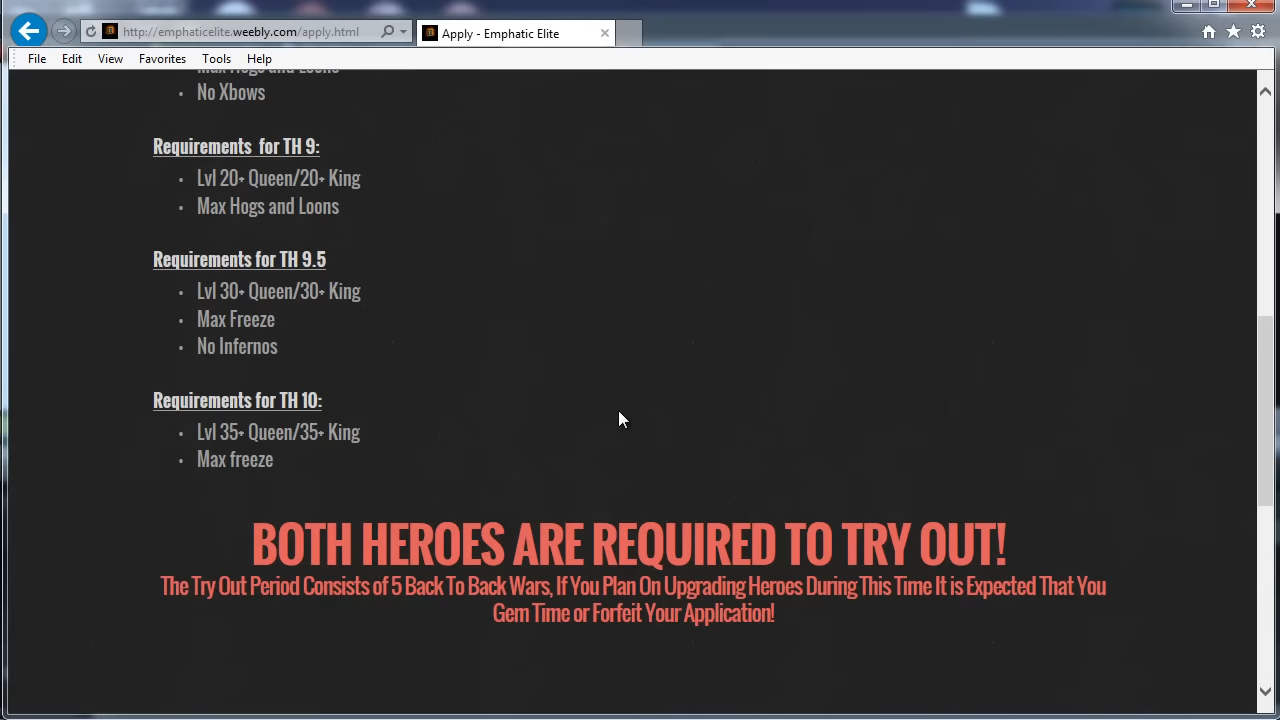 http://emphaticelite.weebly.com/apply.html
Apply - Emphatic Elite
File Edit View Favorites Tools Help
Max Hogs and Loons
• No Xbows
Requirements for TH 9:
• Lvl 20+ Queen/20+ King
• Max Hogs and Loons
Requirements for TH 9.5
• Lvl 30+ Queen/30+ King
• Max Freeze
• No Infernos
Requirements for TH 10:
• Lvl 35+ Queen/35+ King
• Max freeze
BOTH HEROES ARE REQUIRED TO TRY OUT!
The Try Out Period Consists of 5 Back To Back Wars, If You Plan On Upgrading Heroes During This Time It is Expected That You
Gem Time or Forfeit Your Application!